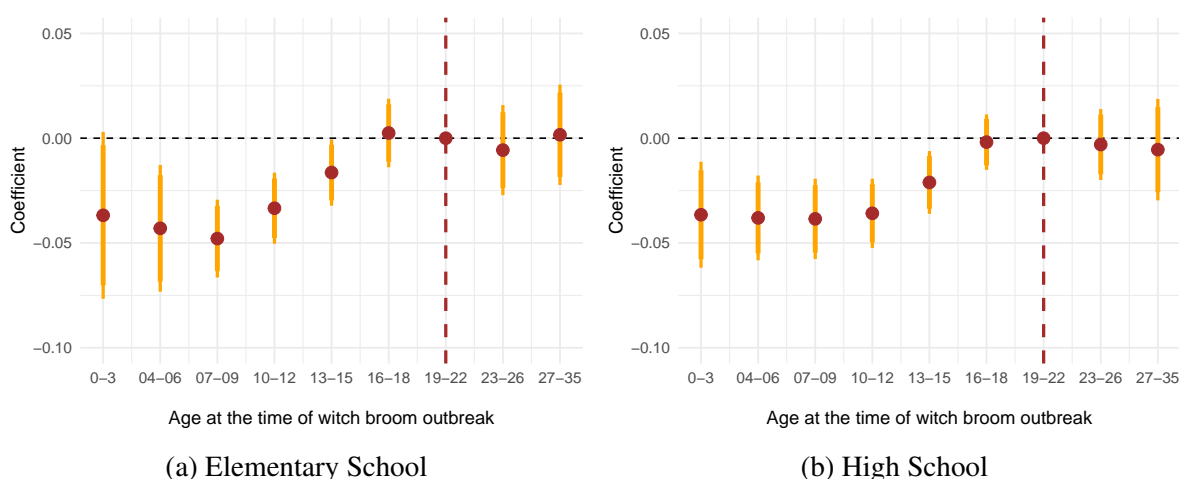 0.05
0.00
−0.05
−0.10
Coefficient
0−3 04−06 07−09 10−12 13−15 16−18 19−22 23−26 27−35
Age at the time of witch broom outbreak
(a) Elementary School
0.05
0.00
−0.05
−0.10
Coefficient
0−3 04−06 07−09 10−12 13−15 16−18 19−22 23−26 27−35
Age at the time of witch broom outbreak
(b) High School